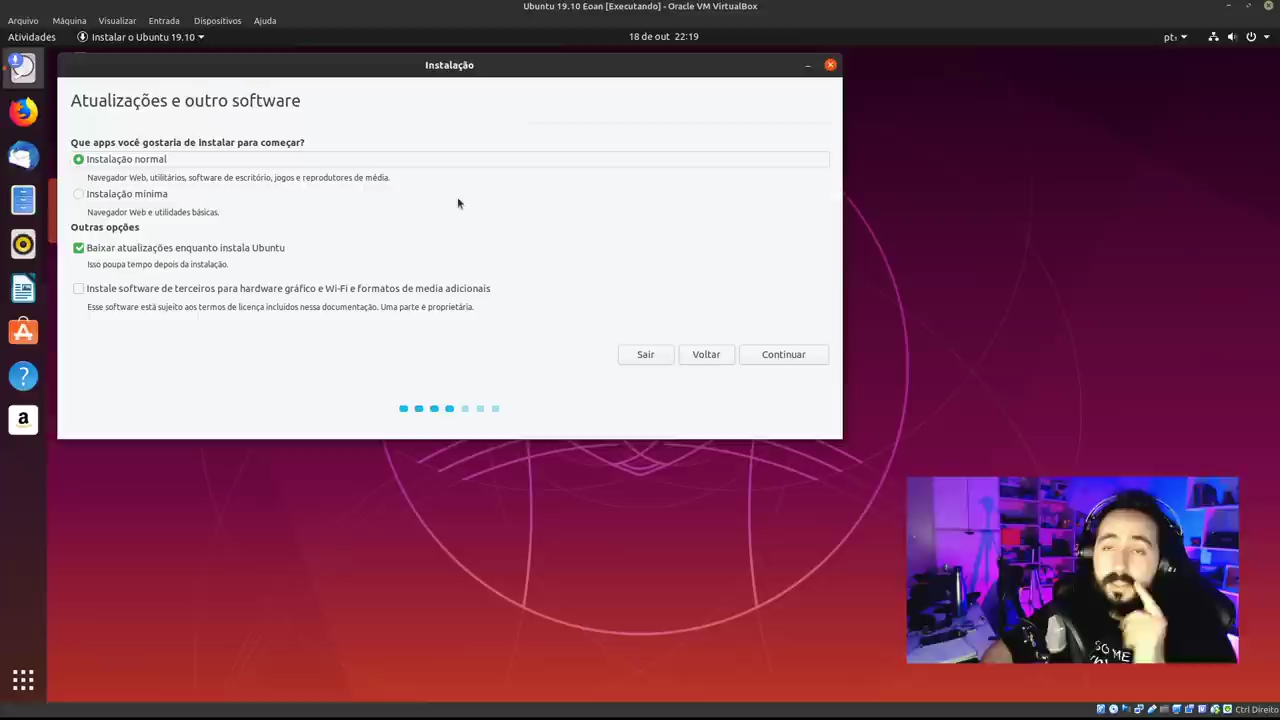 Ubuntu 19.10 Eoan [Executando] - Oracle VM VirtualBox
Arquivo Máquina Visualizar Entrada Dispositivos Ajuda
Atividades Instalar o Ubuntu 19.10 18 de out 22:19 pt₁
Instalação
Atualizações e outro software
Que apps você gostaria de instalar para começar?
Instalação normal
Navegador Web, utilitários, software de escritório, jogos e reprodutores de média.
Instalação mínima
Navegador Web e utilidades básicas.
Outras opções
Baixar atualizações enquanto instala Ubuntu
Isso poupa tempo depois da instalação.
Instale software de terceiros para hardware gráfico e Wi-Fi e formatos de media adicionais
Esse software está sujeito aos termos de licença incluídos nessa documentação. Uma parte é proprietária.
Sair Voltar Continuar
a
SOME
Ctrl Direito